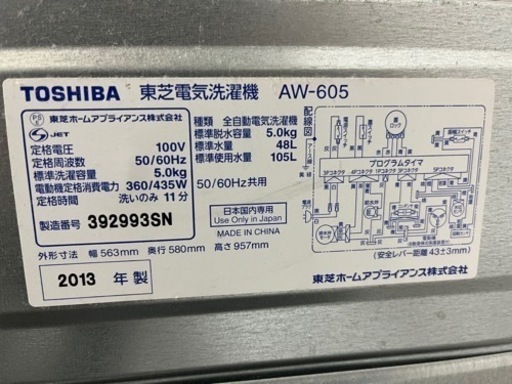 TOSHIBA 東芝電気洗濯機 AW-605
PS
E
東芝ホームアプライアンス株式会社
S JET
定格電圧 100V
定格周波数 50/60Hz
標準洗濯容量 5.0kg
電動機定格消費電力 360/435W
定格時間 洗いのみ 11分
製造番号 392993SN
種類 全自動電気洗濯機
標準脱水容量 5.0kg
標準水量 48L
標準使用水量 105L
50/60Hz共用
日本国内専用
Use Only in Japan
MADE IN CHINA
外形寸法 幅 563mm 奥行 580mm 高さ 957mm
2013 年製
配線図
プログラムタイマ
(安全レバー距離 43±3mm)
東芝ホームアプライアンス株式会社